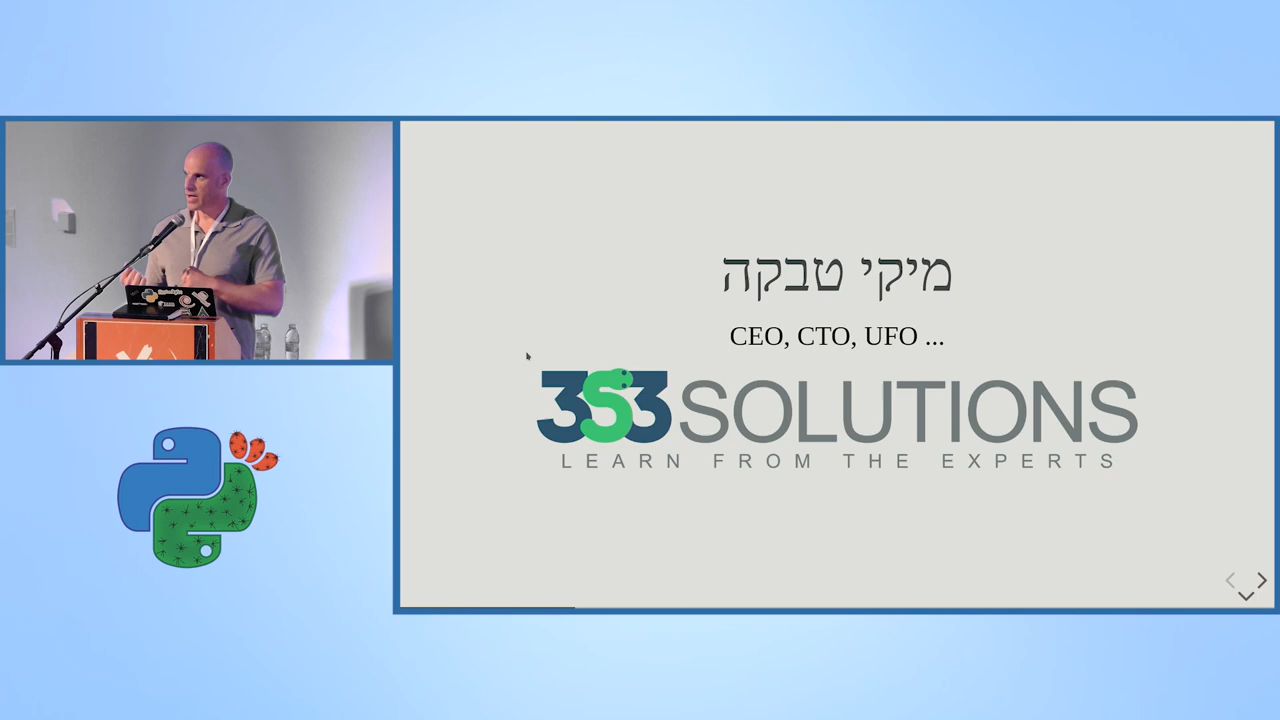 מיקי טבקה
CEO, CTO, UFO ...
353SOLUTIONS
LEARN FROM THE EXPERTS